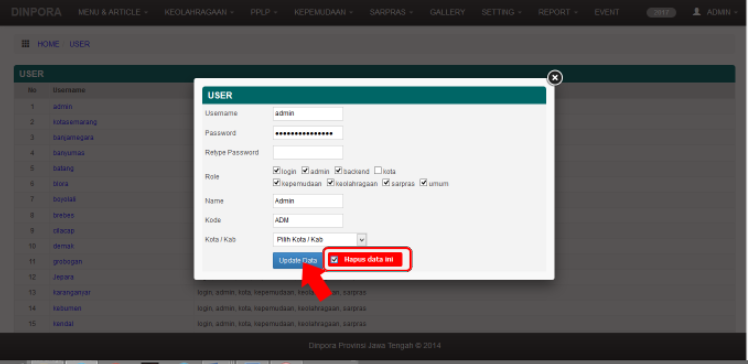 DINPORA MENU & ARTICLE KEOLAHRAGAAN PPLP KEPEMUDAAN SARPRAS GALLERY SETTING REPORT EVENT 2017 ADMIN
HOME USER
USER
No Username
1 admin
2 kotasemarang
3 banjarnegara
4 banyumas
5 batang
6 blora
7 boyolali
8 brebes
9 cilacap
10 demak
11 grobogan
12 Jepara
13 karanganyar login, admin, kota, kepemudaan, keolahragaan, sarpras
14 kebumen login, admin, kota, kepemudaan, keolahragaan, sarpras
15 kendal login, admin, kota, kepemudaan, keolahragaan, sarpras
USER
Username admin
Password
Retype Password
Role login admin backend kota
kepemudaan keolahragaan sarpras umum
Name Admin
Kode ADM
Kota / Kab Pilih Kota / Kab
Update Data Hapus data ini
Dinpora Provinsi Jawa Tengah © 2014